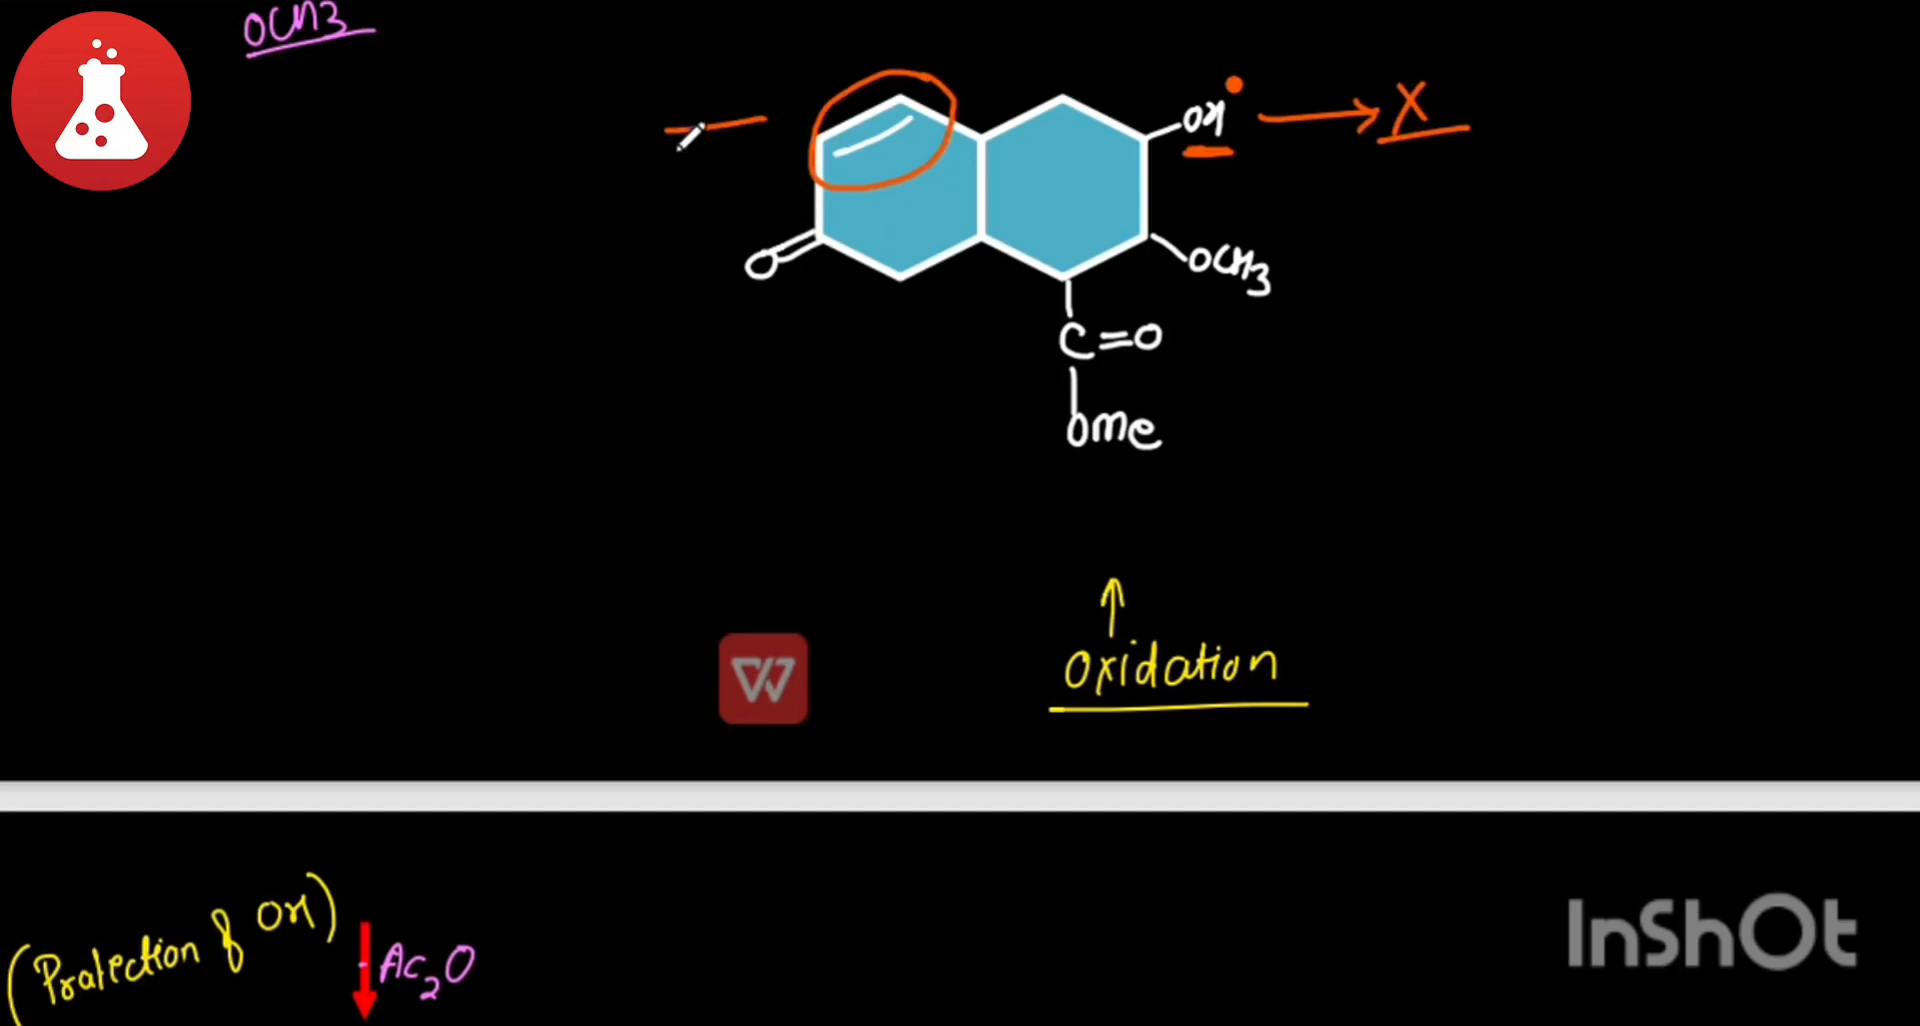 OCH3
OH → X
O
OCH3
C=O
OMe
↑
Oxidation
W
(Protection of OH)
Ac2O
InShOt